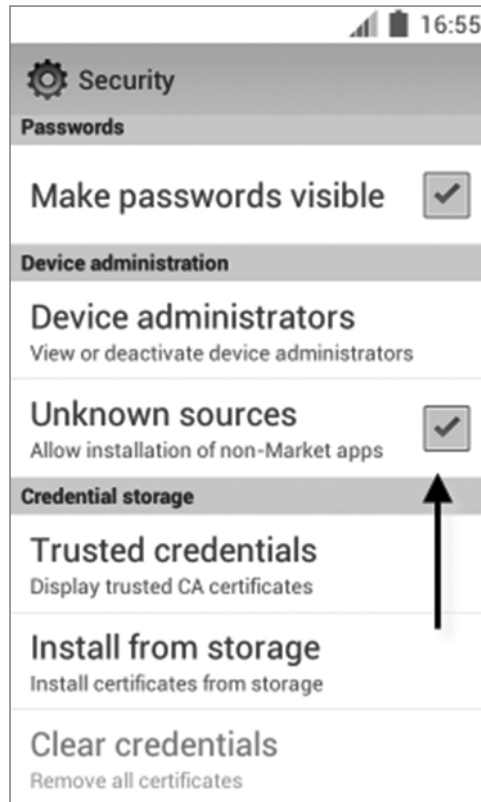 16:55
Security
Passwords
Make passwords visible
Device administration
Device administrators
View or deactivate device administrators
Unknown sources
Allow installation of non-Market apps
Credential storage
Trusted credentials
Display trusted CA certificates
Install from storage
Install certificates from storage
Clear credentials
Remove all certificates